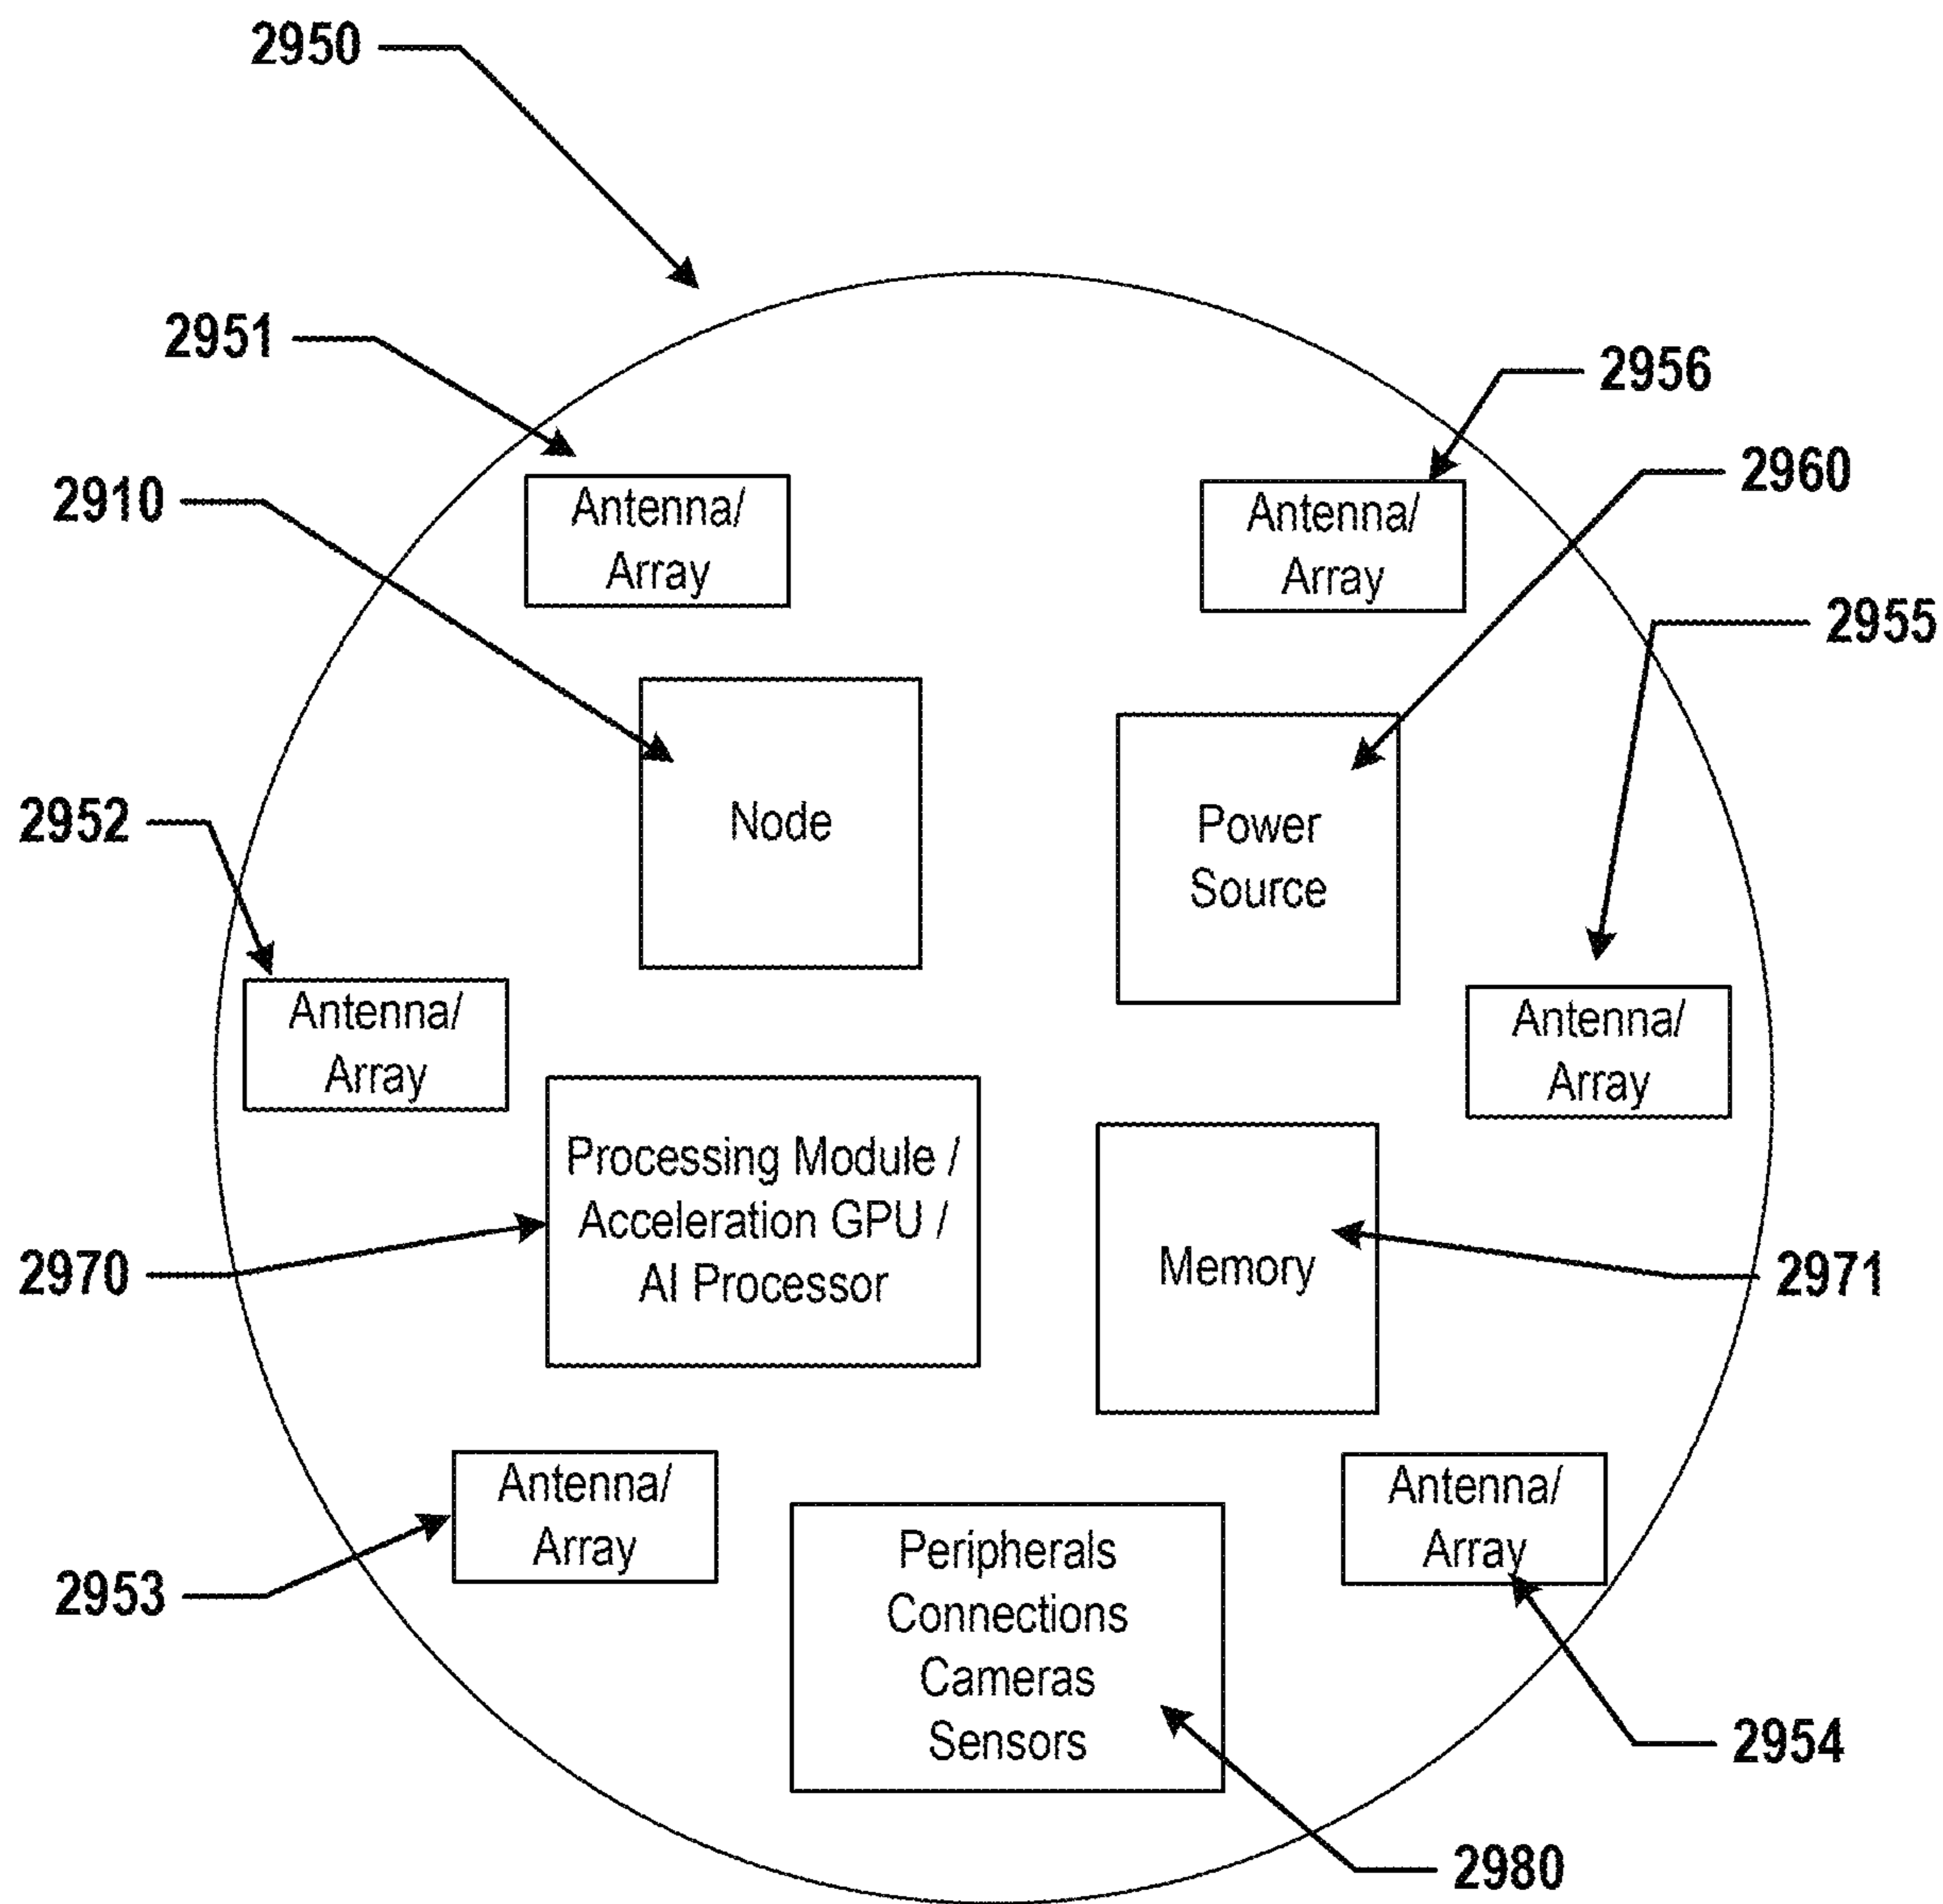 2950
2951
2956
2910
2960
Antenna/
Array
Antenna/
Array
2955
2952
Node
Power
Source
Antenna/
Array
Antenna/
Array
Processing Module /
Acceleration GPU /
AI Processor
2970
Memory
2971
Antenna/
Array
Antenna/
Array
2953
Peripherals
Connections
Cameras
Sensors
2954
2980